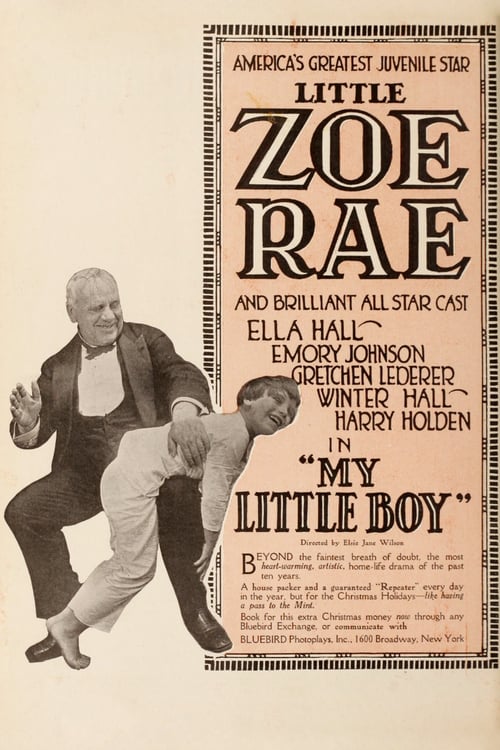 AMERICA'S GREATEST JUVENILE STAR
LITTLE
ZOE
RAE
AND BRILLIANT ALL STAR CAST
ELLA HALL
EMORY JOHNSON
GRETCHEN LEDERER
WINTER HALL
HARRY HOLDEN
IN
"MY
LITTLE BOY"
Directed by Elsie Jane Wilson
BEYOND the faintest breath of doubt, the most
heart-warming, artistic, home-life drama of the past
ten years.
A house packer and a guaranteed "Repeater" every day
in the year, but for the Christmas Holidays—like having
a pass to the Mint.
Book for this extra Christmas money now through any
Bluebird Exchange, or communicate with
BLUEBIRD Photoplays, Inc., 1600 Broadway, New York